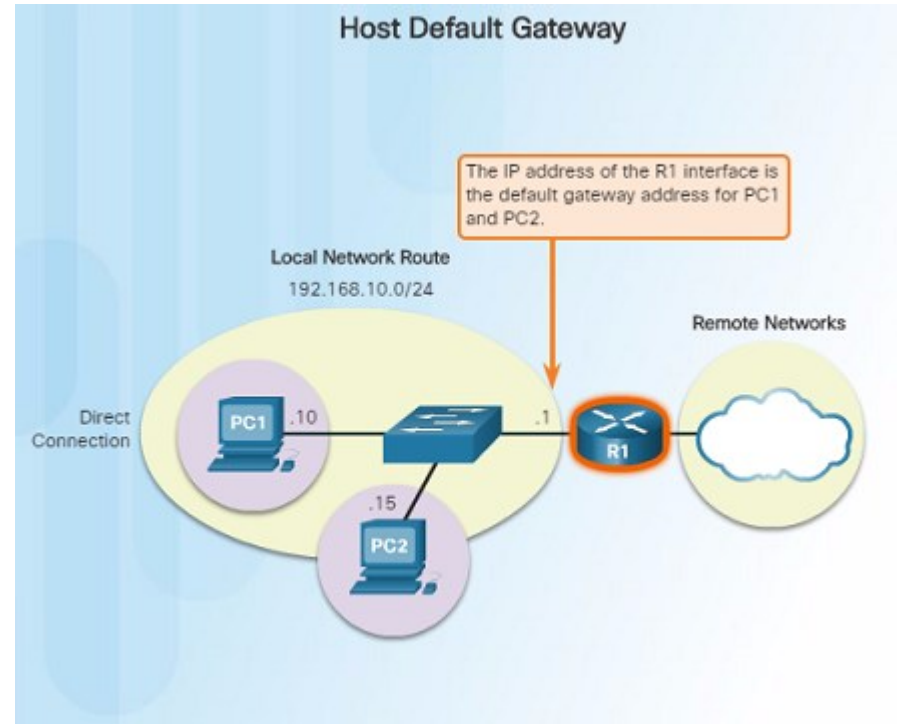 Host Default Gateway
The IP address of the R1 interface is
the default gateway address for PC1
and PC2.
Local Network Route
192.168.10.0/24
Remote Networks
Direct
Connection
PC1
.10
.1
R1
.15
PC2